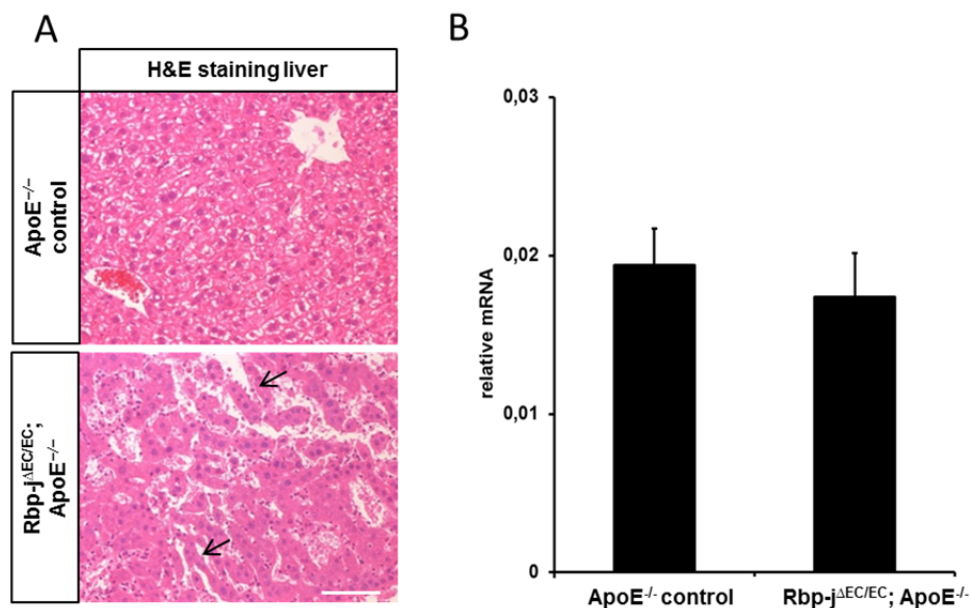 A
H&E staining liver
ApoE−/−
control
Rbp-jΔEC/EC;
ApoE−/−
B
0,03
0,02
0,01
0
relative mRNA
ApoE-/- control
Rbp-jΔEC/EC; ApoE-/-